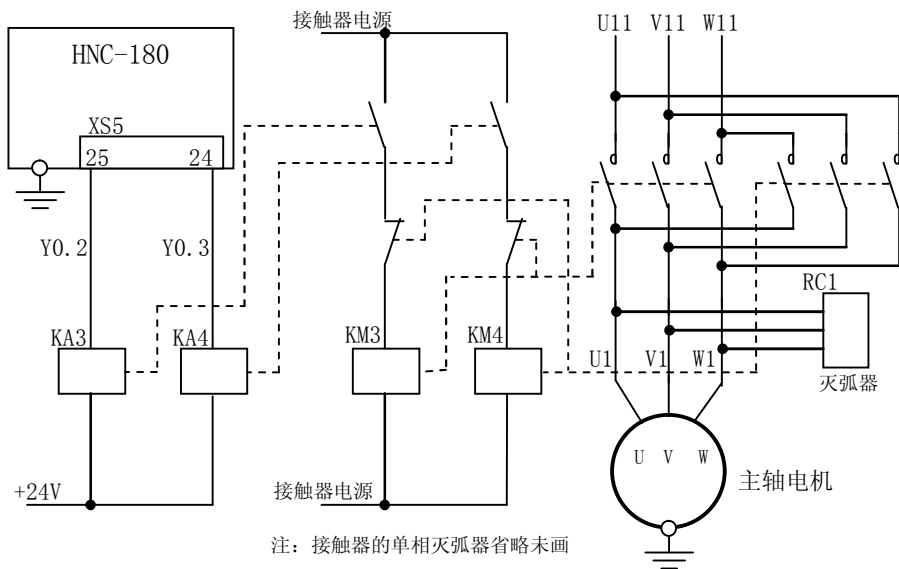 接触器电源
U11 V11 W11
HNC-180
XS5
25 24
Y0.2 Y0.3
RC1
KA3 KA4 KM3 KM4
U1 V1 W1
灭弧器
U V W
主轴电机
+24V
接触器电源
注: 接触器的单相灭弧器省略未画